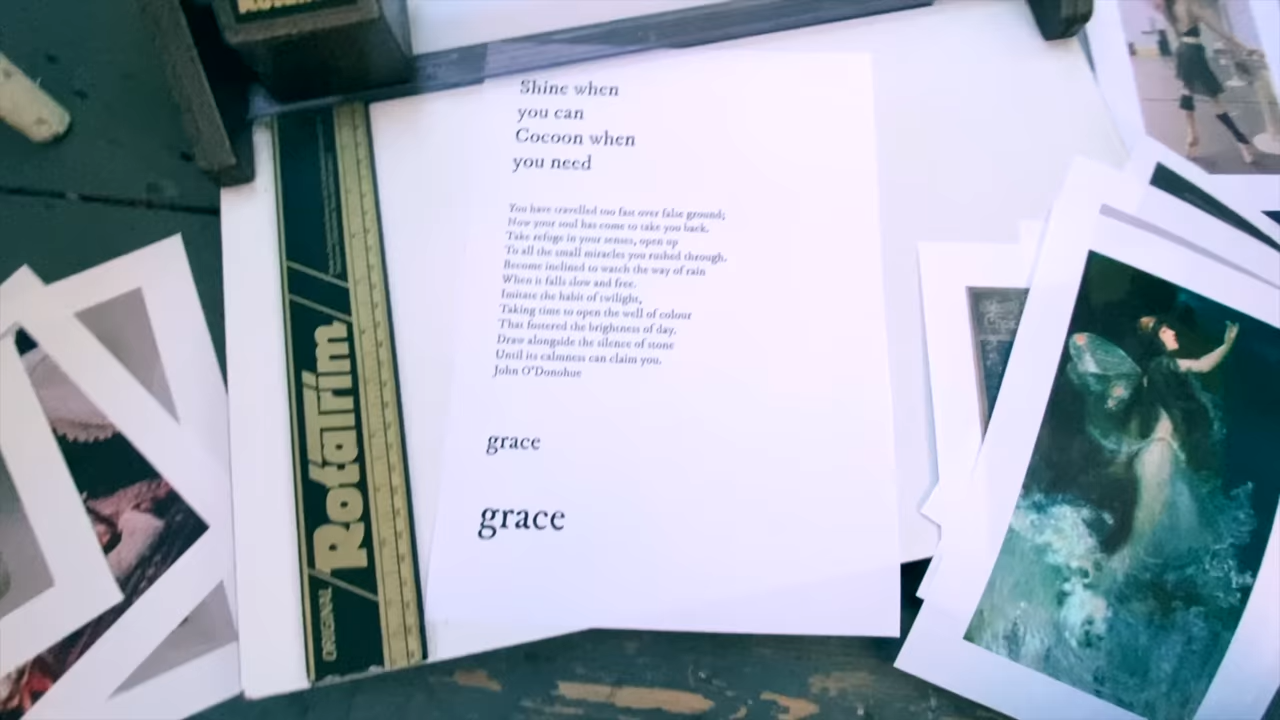 Shine when
you can
Cocoon when
you need
You have travelled too fast over false ground;
Now your soul has come to take you back.
Take refuge in your senses, open up
To all the small miracles you rushed through.
Become inclined to watch the way of rain
When it falls slow and free.
Imitate the habit of twilight,
Taking time to open the well of colour
That fostered the brightness of day.
Draw alongside the silence of stone
Until its calmness can claim you.
John O'Donohue
grace
grace
ORIGINAL RotaTrim